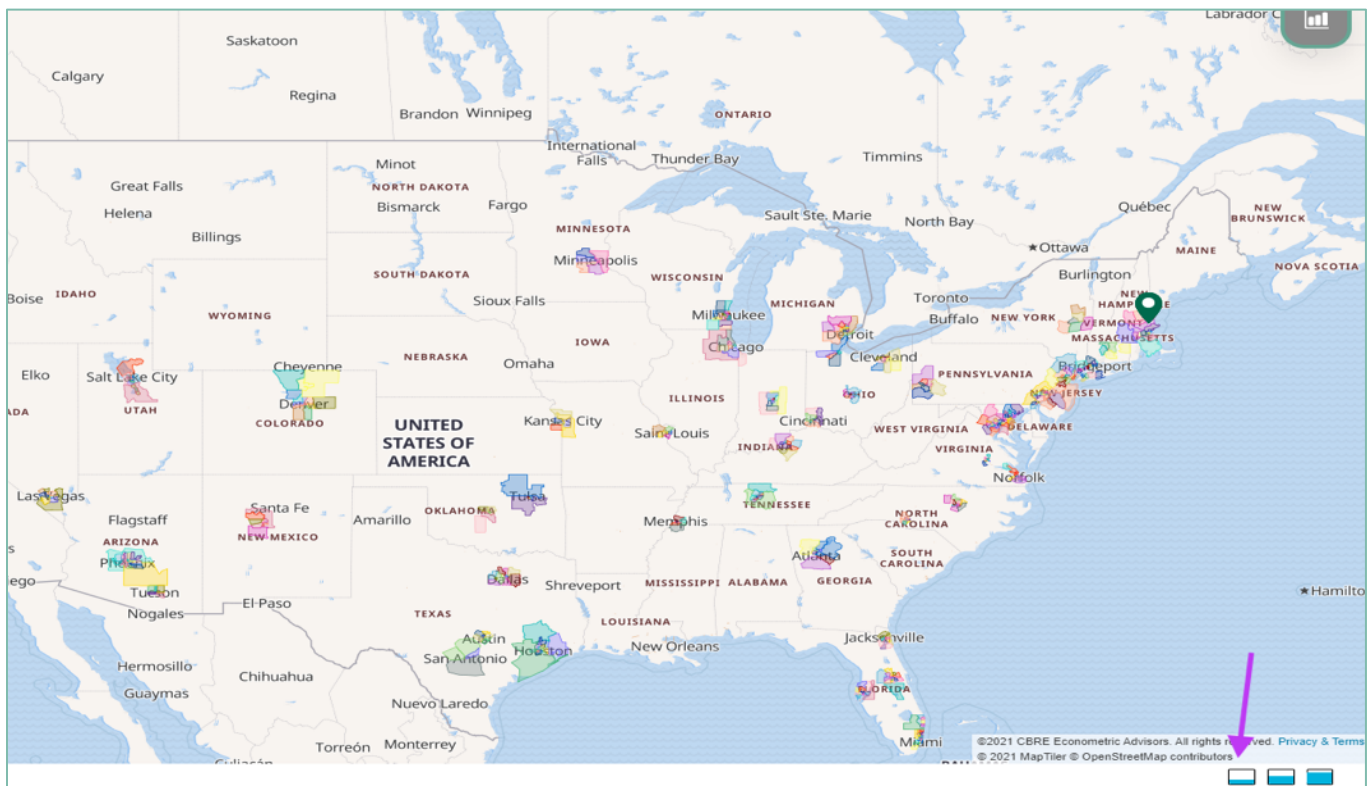 Labrador C
Saskatoon
Calgary
Regina
Brandon Winnipeg
ONTARIO
International
Falls
Thunder Bay
Timmins
Minot
NORTH DAKOTA
Great Falls
Bismarck
Fargo
Helena
Québec
NEW
BRUNSWICK
Sault Ste. Marie
North Bay
Billings
MINNESOTA
★Ottawa
MAINE
Minneapolis
SOUTH DAKOTA
WISCONSIN
Burlington
NOVA SCOTIA
Boise
IDAHO
Sioux Falls
MICHIGAN
Toronto
NEW
HAMPSHIRE
WYOMING
Milwaukee
Buffalo
NEW YORK
VERMONT
Detroit
MASSACHUSETTS
IOWA
Chicago
Cleveland
NEBRASKA
Omaha
Elko
Cheyenne
Bridgeport
Salt Lake City
PENNSYLVANIA
UTAH
Denver
ILLINOIS
OHIO
NEW JERSEY
ADA
COLORADO
UNITED
STATES OF
AMERICA
Kansas City
Saint Louis
Cincinnati
WEST VIRGINIA
DELAWARE
INDIANA
VIRGINIA
Norfolk
Las Vegas
Tulsa
TENNESSEE
Flagstaff
Santa Fe
Amarillo
OKLAHOMA
Memphis
NORTH
CAROLINA
ARIZONA
NEW MEXICO
Phoenix
Atlanta
SOUTH
CAROLINA
ego
Tucson
Dallas
Shreveport
MISSISSIPPI
ALABAMA
GEORGIA
★Hamilto
Nogales
El Paso
TEXAS
LOUISIANA
Austin
Jacksonville
Houston
New Orleans
San Antonio
Hermosillo
Chihuahua
Guaymas
FLORIDA
Nuevo Laredo
Torreón
Monterrey
Miami
©2021 CBRE Econometric Advisors. All rights reserved. Privacy & Terms
© 2021 MapTiler © OpenStreetMap contributors